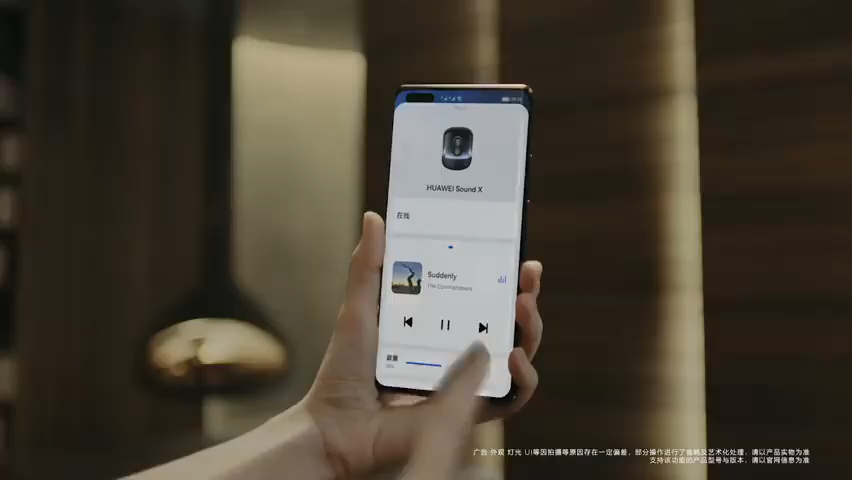 HUAWEI Sound X
在线
Suddenly
The Commandeers
音量
广告 外观 灯光 UI等因拍摄等原因存在一定偏差，部分操作进行了省略及艺术化处理，请以产品实物为准
支持该功能的产品型号与版本，请以官网信息为准